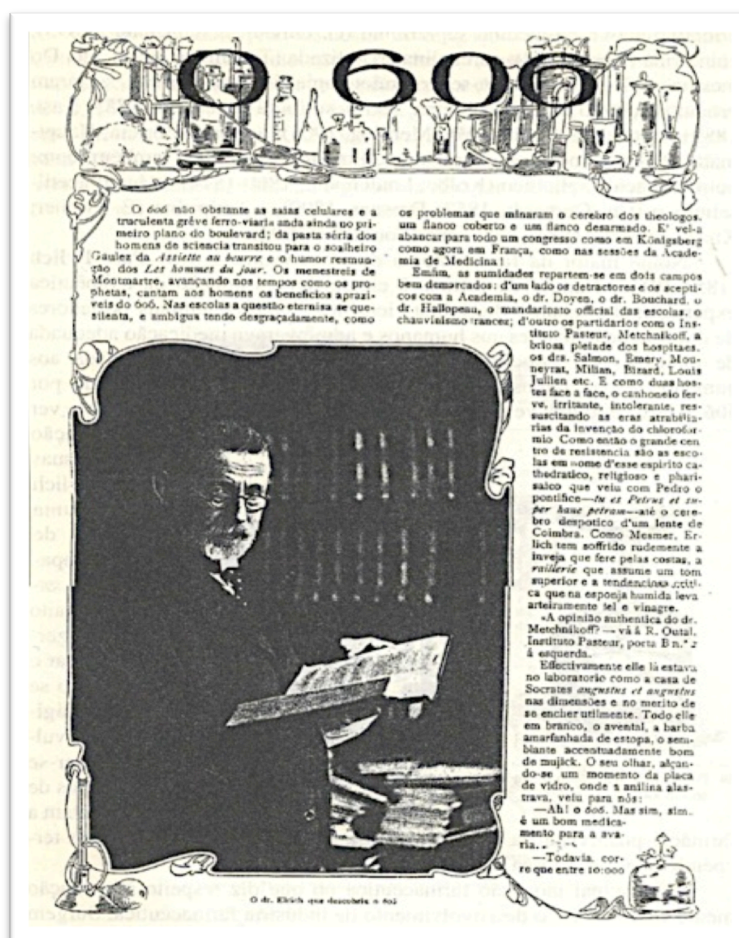 O 606
O 606 não obstante as saias celulares e a
truculenta gréve ferro-viaria anda ainda no pri-
meiro plano do boulevard; da pasta séria dos
homens de sciencia transitou para o soalheiro
Gaulez da Assiette au beurre e o humor resmun-
gão dos Les hommes du jour. Os menestreis de
Montmartre, avançando nos tempos como os pro-
phetas, cantam aos homens os beneficios apraxi-
veis do 606. Mas nas escolas a questão eternisa se que-
silenta, e ambigua tendo desgraçadamente, como
os problemas que minaram o cerebro dos theologos,
um flanco coberto e um flanco desarmado. E' vel-a
abancar para todo um congresso como em Königsberg
como agora em França, como nas sessões da Acade-
mia de Medicina!
Emfim, as sumidades repartem-se em dois campos
bem demarcados: d'um lado os detractores e os scepti-
cos com a Academia, o dr. Doyen, o dr. Bouchard, o
dr. Hallopeau, o mandarinato official das escolas, o
chauvinismo francez; d'outro os partidarios com o Ins-
tituto Pasteur, Metchnikoff, a
briosa pleiade dos hospitaes,
os drs. Salmon, Emery, Mou-
neyrat, Milian, Bizard, Louis
Jullien etc. E como duas hos-
tes face a face, o canhoneio fer-
ve, irritante, intolerante, res-
suscitando as eras atrabilia-
rias da invenção do chlorofor-
mio Como então o grande cen
tro de resistencia são as esco-
las em nome d'esse espirito ca-
thedratico, religioso e phari-
saico que veiu com Pedro o
pontifice—tu es Petrus et su-
per hanc petram—até o cere-
bro despotico d'um lente de
Coimbra. Como Mesmer, Er-
lich tem soffrido rudemente a
inveja que fere pelas costas, a
raillerie que assume um tom
superior e a tendenciosa criti-
ca que na esponja humida leva
arteiramente fel e vinagre.
«A opinião authentica do dr.
Metchnikoff? — vá á R. Outal,
Instituto Pasteur, porta B n.º 2
á esquerda.
Effectivamente elle lá estava
no laboratorio como a casa de
Socrates angustus et augustus
nas dimensões e no merito de
se encher utilmente. Todo elle
em branco, o avental, a barba
amarfanhada de estopa, o sem-
blante accentuadamente bom
de mujick. O seu olhar, alçan-
do-se um momento da placa
de vidro, onde a anilina alas-
trava, veiu para nós:
—Ah! o 606. Mas sim, sim.
é um bom medica-
mento para a ava-
ria...
—Todavia, cor-
re que entre 10:000
O dr. Elrich que descobriu o 606